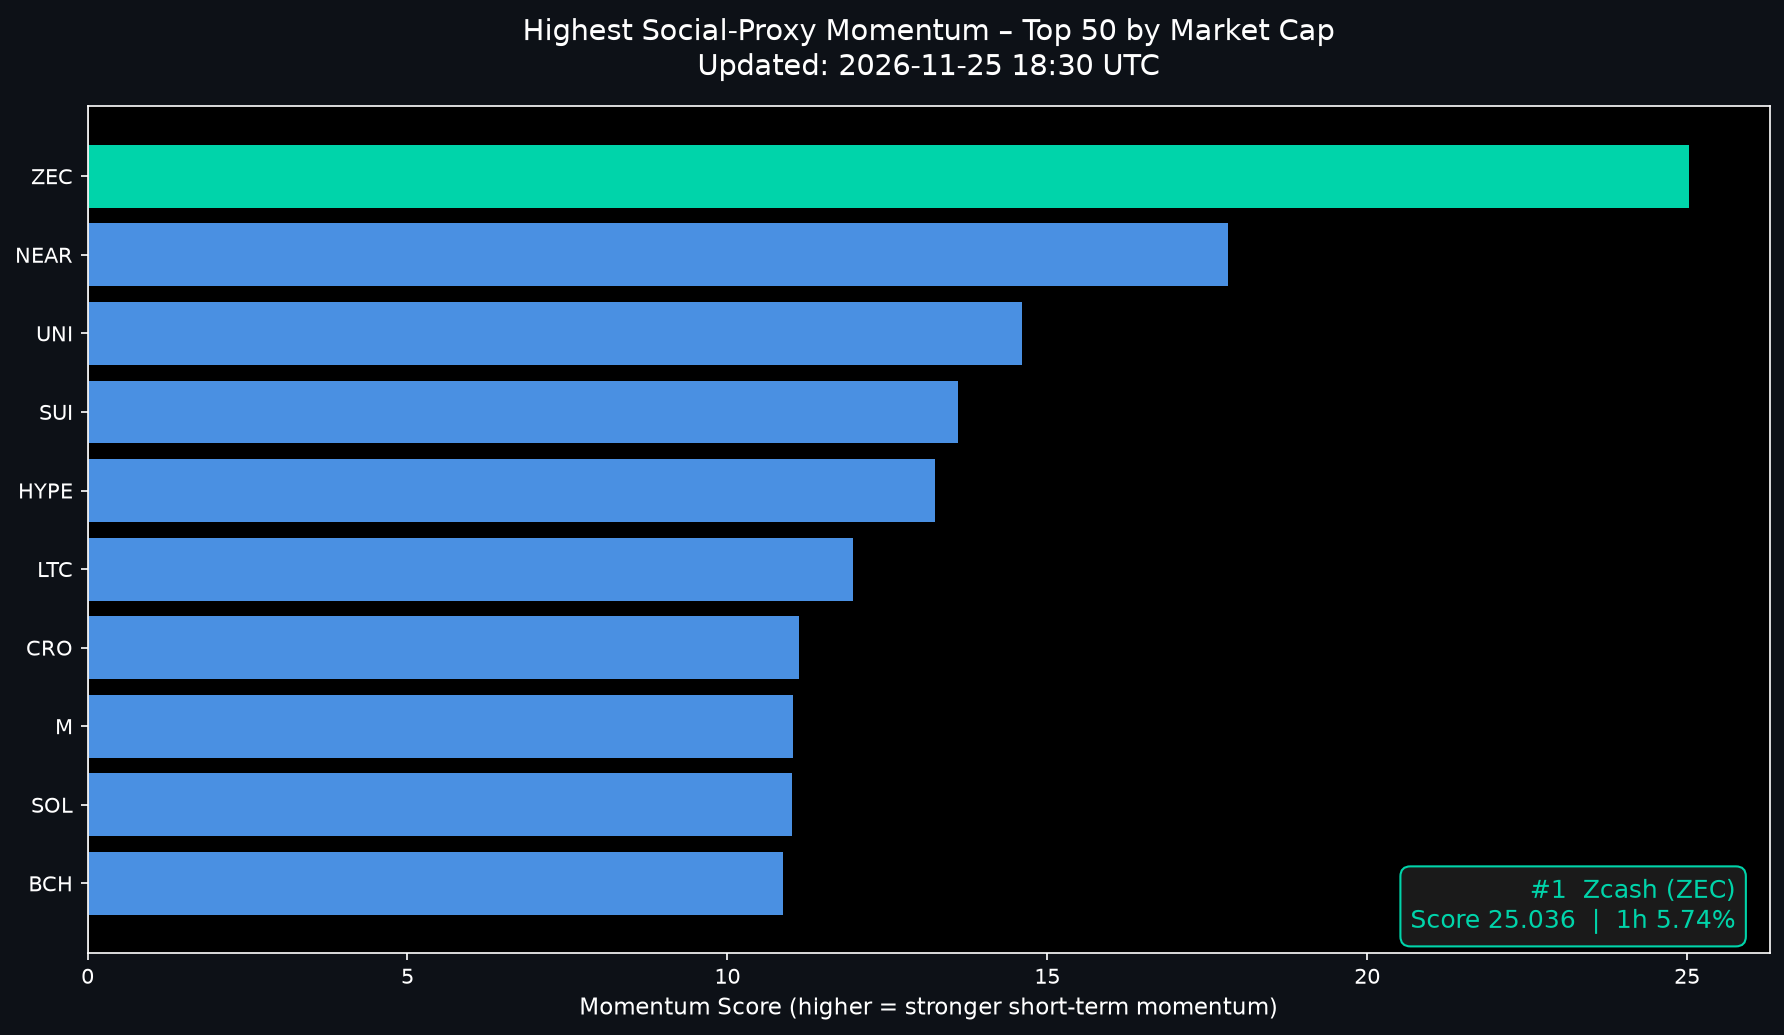 Highest Social-Proxy Momentum – Top 50 by Market Cap
Updated: 2026-11-25 18:30 UTC
ZEC
NEAR
UNI
SUI
HYPE
LTC
CRO
M
SOL
BCH
#1 Zcash (ZEC)
Score 25.036 | 1h 5.74%
0 5 10 15 20 25
Momentum Score (higher = stronger short-term momentum)